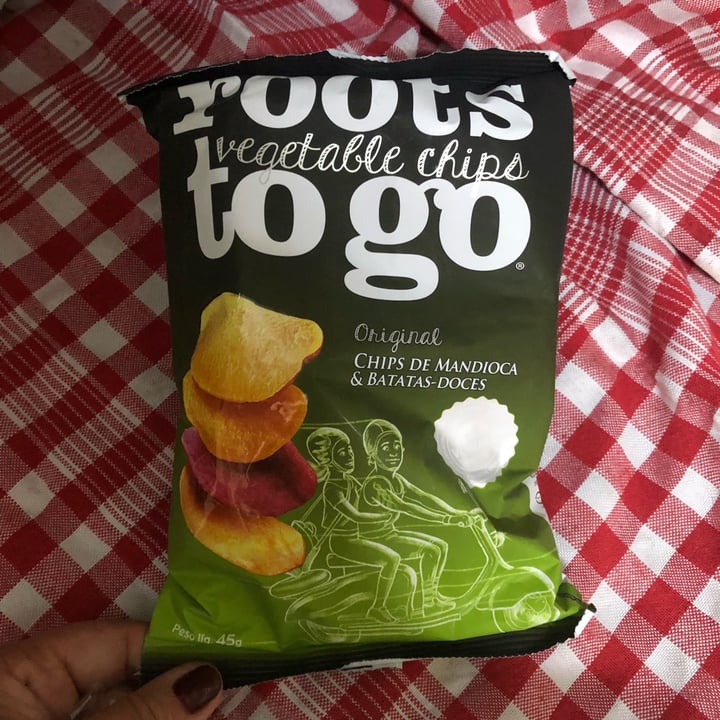 roots
vegetable chips
to go®
Original
CHIPS DE MANDIOCA
& BATATAS-DOCES
Peso líq. 45g